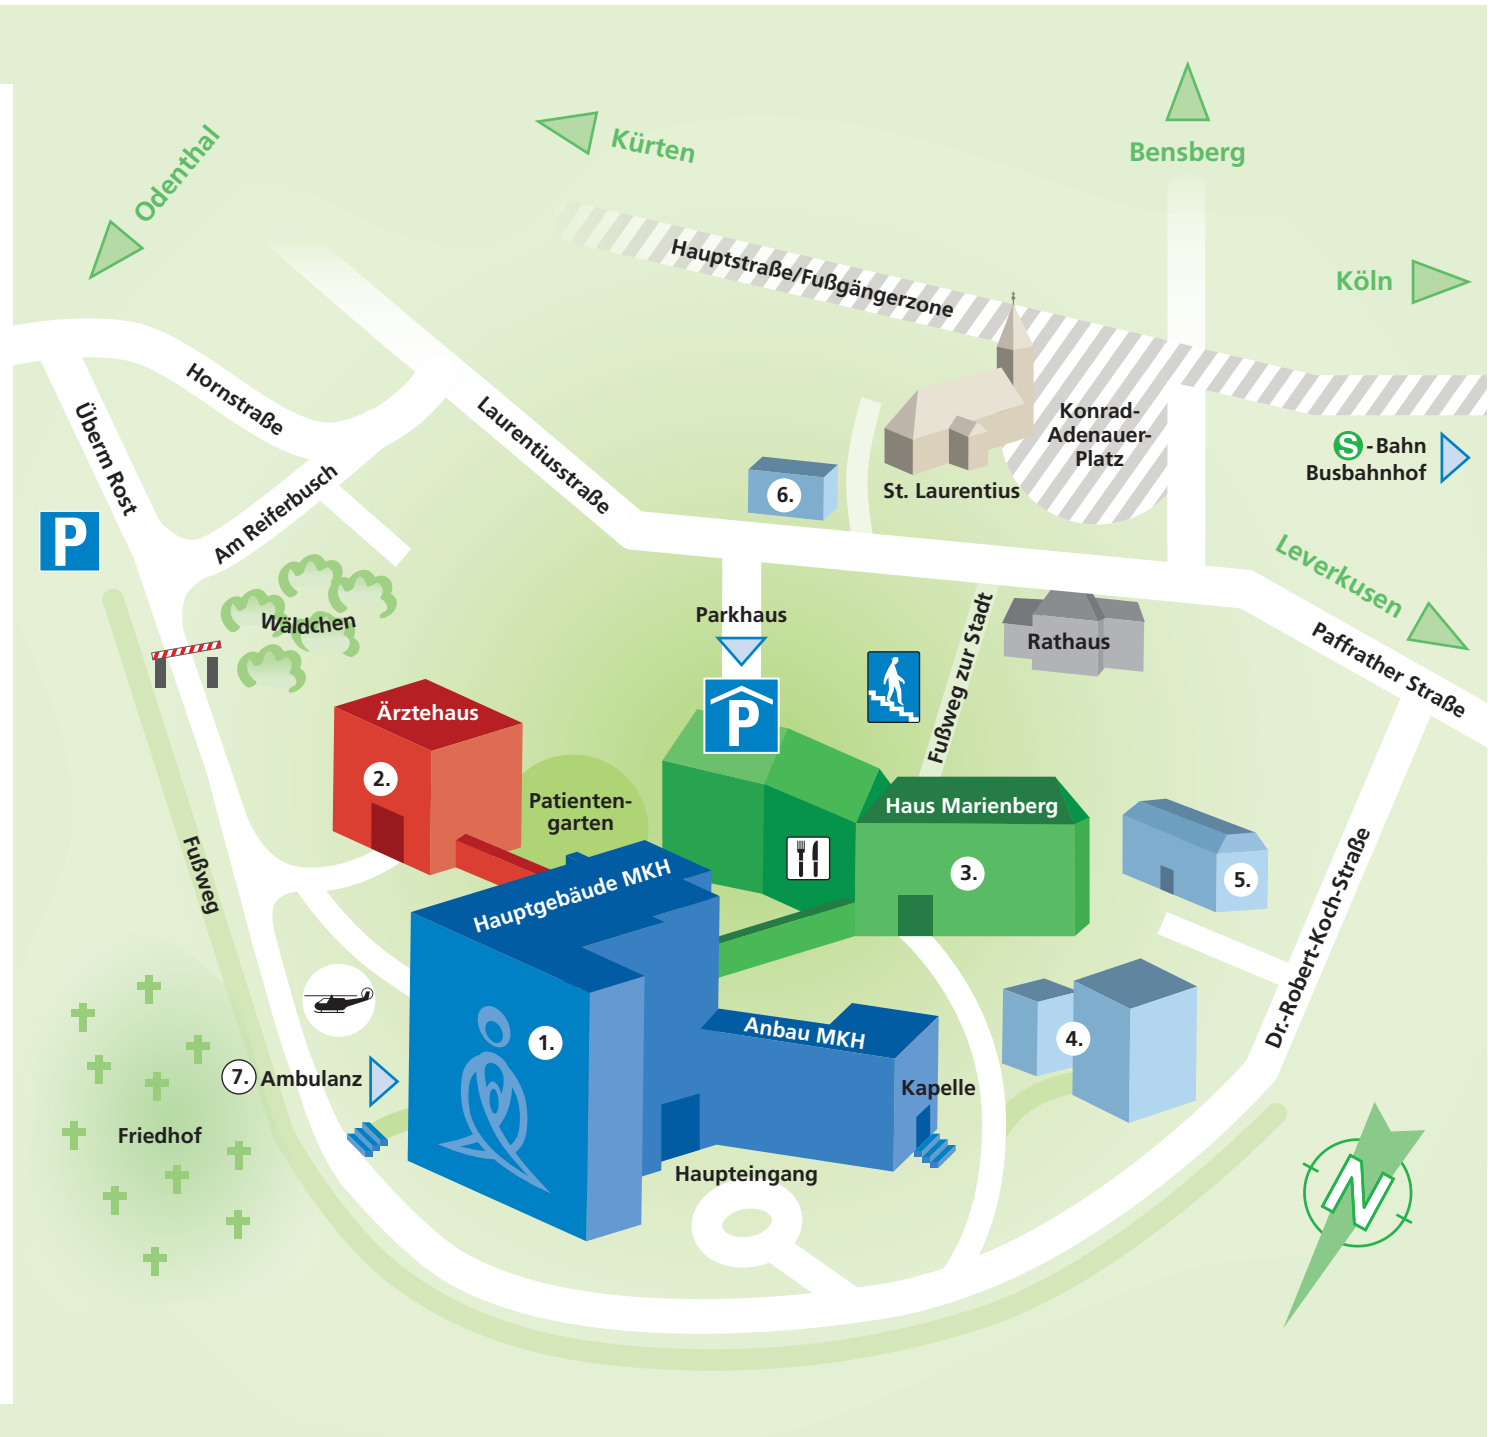 Odenthal
Kürten
Bensberg
Köln
Hauptstraße/Fußgängerzone
Hornstraße
Überm Rost
Am Reiferbusch
Laurentiusstraße
Konrad-
Adenauer-
Platz
S-Bahn
Busbahnhof
St. Laurentius
6.
P
Wäldchen
Parkhaus
P
Fußweg zur Stadt
Rathaus
Leverkusen
Paffrather Straße
Ärztehaus
2.
Patienten-
garten
Haus Marienberg
3.
5.
Dr.-Robert-Koch-Straße
Fußweg
Hauptgebäude MKH
1.
Anbau MKH
4.
7. Ambulanz
Kapelle
Friedhof
Haupteingang
N